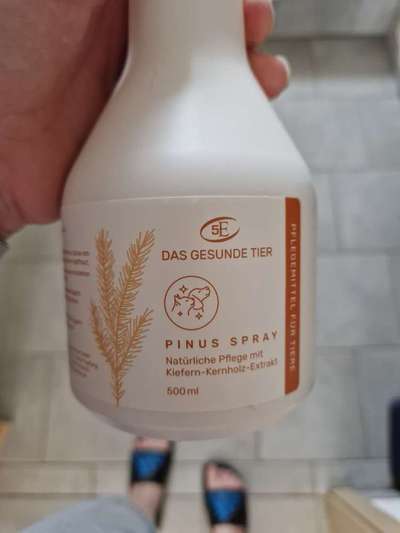 5E
DAS GESUNDE TIER
PINUS SPRAY
Natürliche Pflege mit
Kiefern-Kernholz-Extrakt
500 ml
PFLEGEMITTEL FÜR TIERE